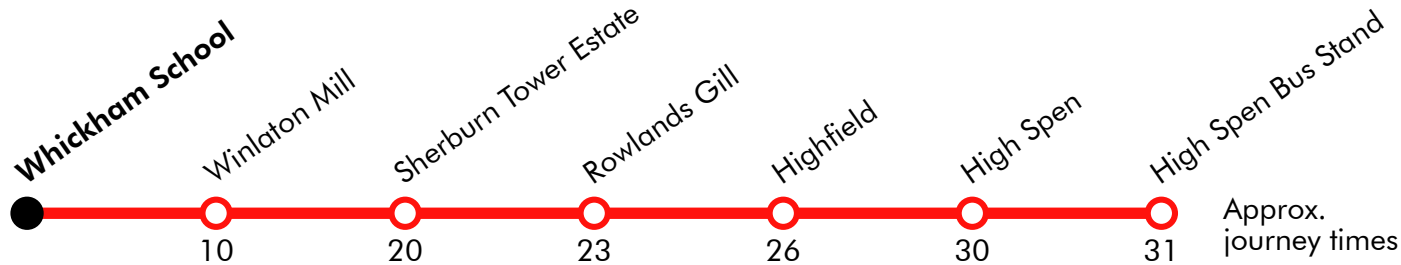 Whickham School
Winlaton Mill
Sherburn Tower Estate
Rowlands Gill
Highfield
High Spen
High Spen Bus Stand
10
20
23
26
30
31
Approx.
journey times